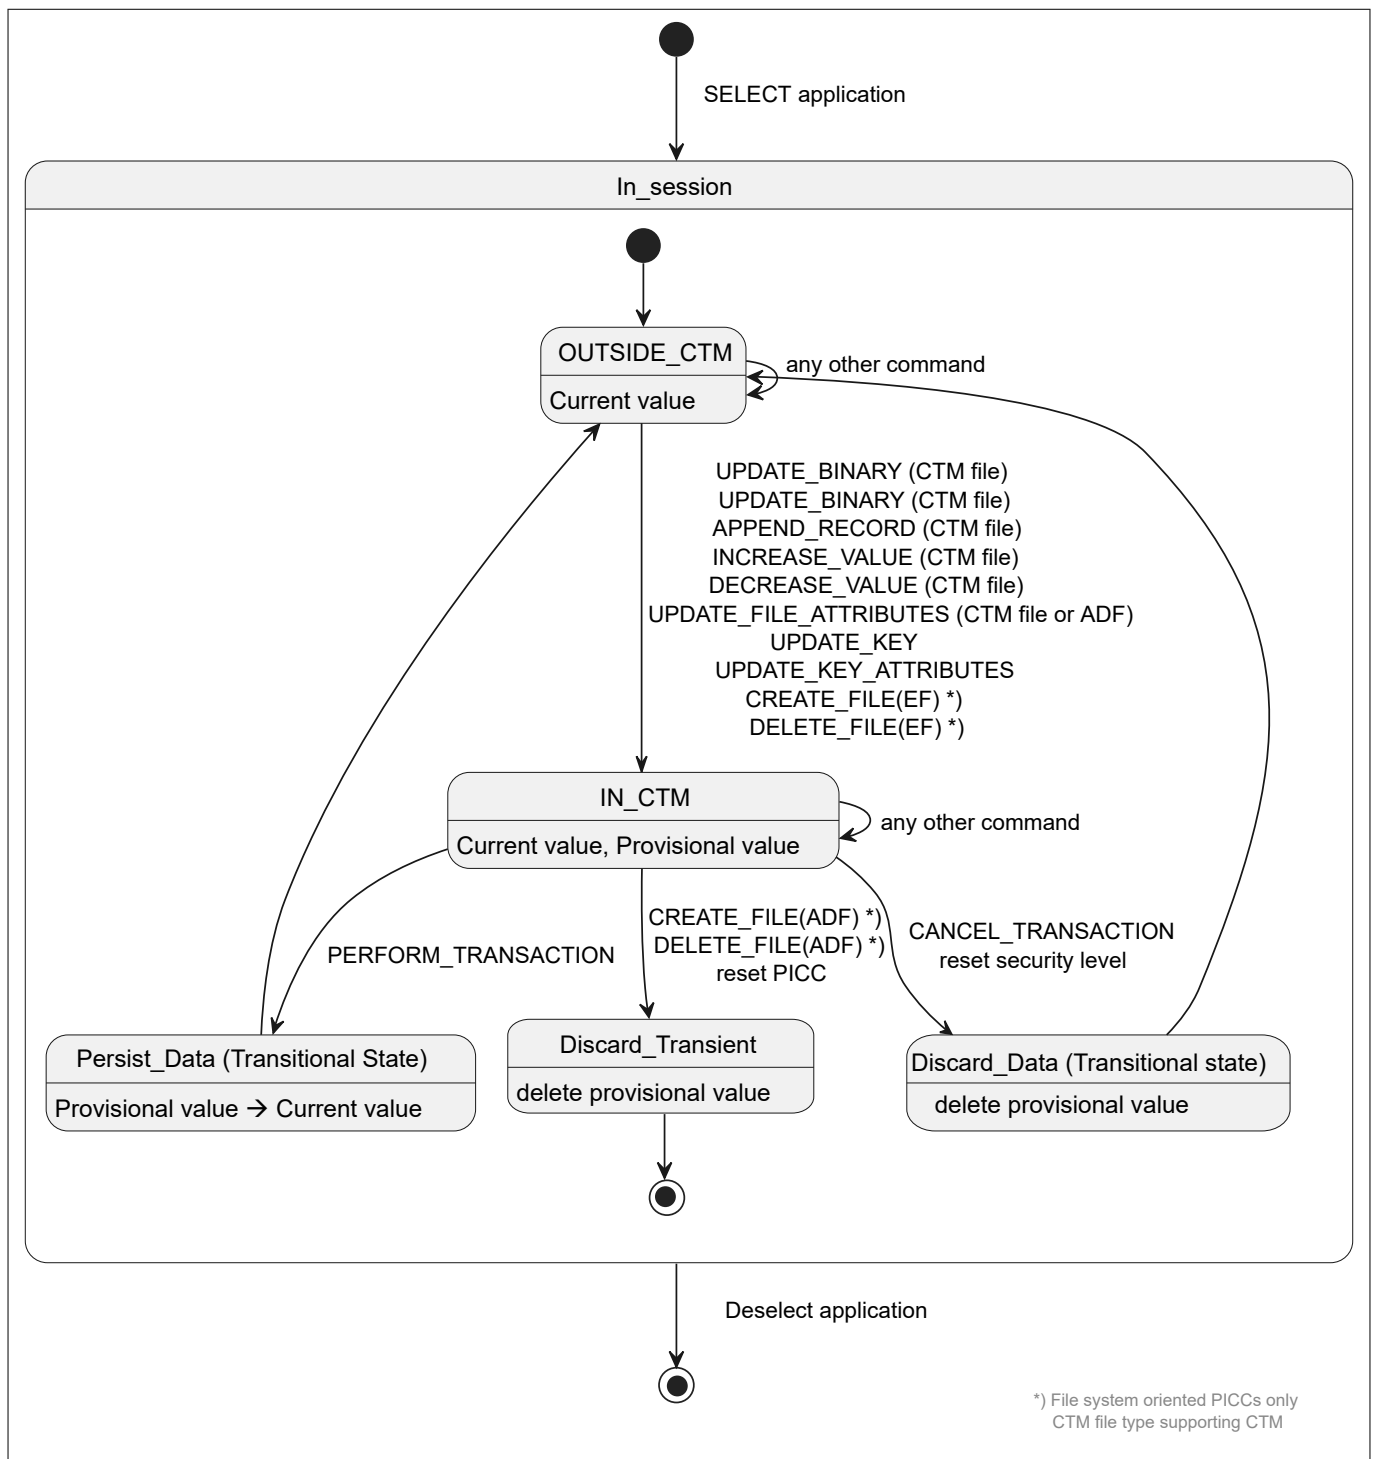 SELECT application
In_session
OUTSIDE_CTM
any other command
Current value
UPDATE_BINARY (CTM file)
UPDATE_BINARY (CTM file)
APPEND_RECORD (CTM file)
INCREASE_VALUE (CTM file)
DECREASE_VALUE (CTM file)
UPDATE_FILE_ATTRIBUTES (CTM file or ADF)
UPDATE_KEY
UPDATE_KEY_ATTRIBUTES
CREATE_FILE(EF) *)
DELETE_FILE(EF) *)
IN_CTM
any other command
Current value, Provisional value
PERFORM_TRANSACTION
CREATE_FILE(ADF) *)
DELETE_FILE(ADF) *)
reset PICC
CANCEL_TRANSACTION
reset security level
Persist_Data (Transitional State)
Provisional value → Current value
Discard_Transient
delete provisional value
Discard_Data (Transitional state)
delete provisional value
Deselect application
*) File system oriented PICCs only
CTM file type supporting CTM